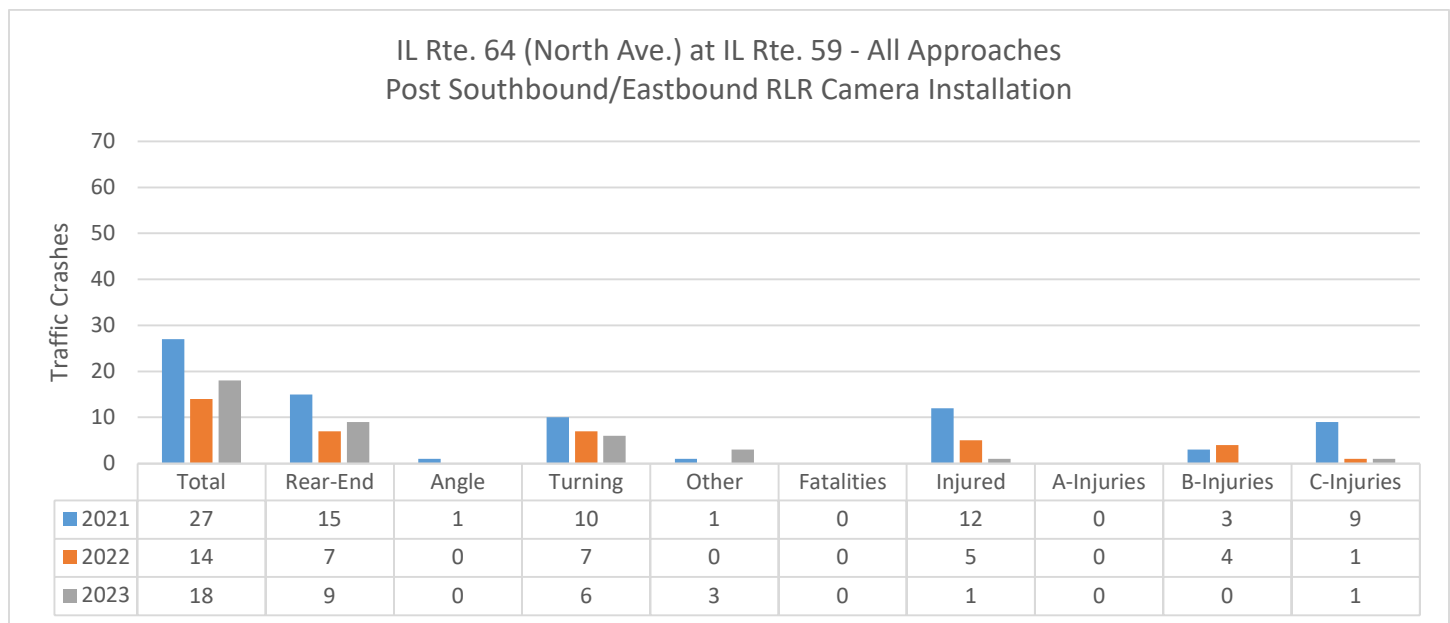 IL Rte. 64 (North Ave.) at IL Rte. 59 - All Approaches
Post Southbound/Eastbound RLR Camera Installation
Traffic Crashes
70
60
50
40
30
20
10
0
Total Rear-End Angle Turning Other Fatalities Injured A-Injuries B-Injuries C-Injuries
2021 27 15 1 10 1 0 12 0 3 9
2022 14 7 0 7 0 0 5 0 4 1
2023 18 9 0 6 3 0 1 0 0 1